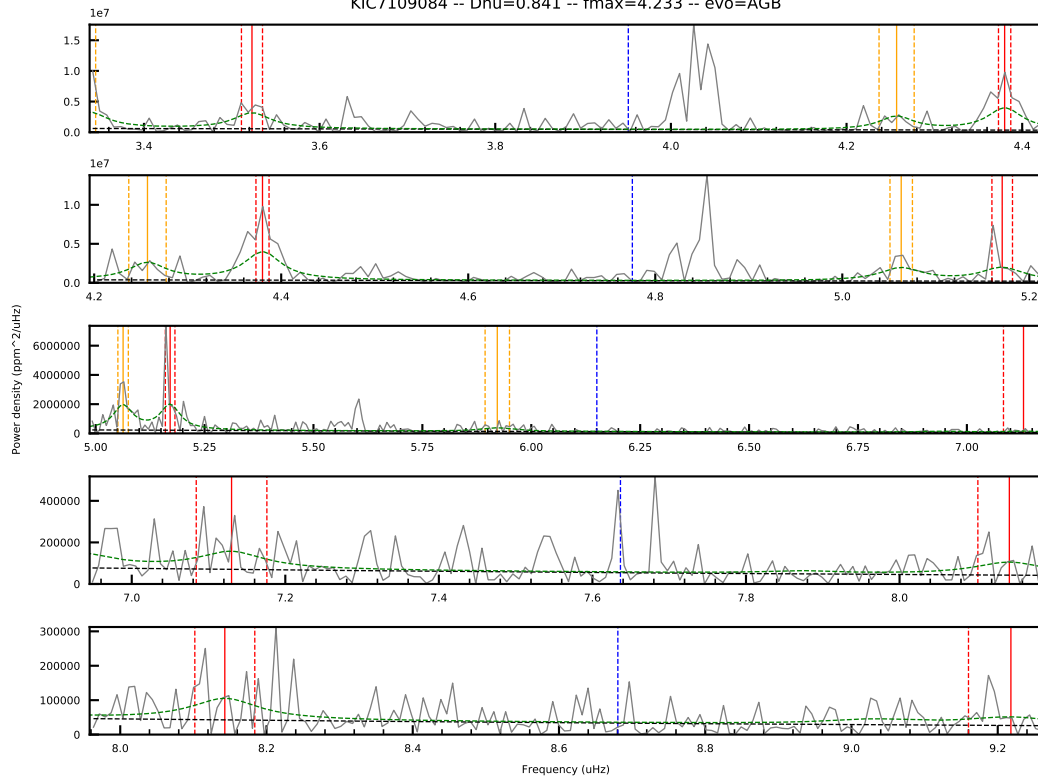 KIC7109084 -- Dnu=0.841 -- fmax=4.233 -- evo=AGB
1e7
1.5
1.0
0.5
0.0
3.4 3.6 3.8 4.0 4.2 4.4
1e7
1.0
0.5
0.0
4.2 4.4 4.6 4.8 5.0 5.2
Power density (ppm^2/uHz)
6000000
4000000
2000000
0
5.00 5.25 5.50 5.75 6.00 6.25 6.50 6.75 7.00
400000
200000
0
7.0 7.2 7.4 7.6 7.8 8.0
300000
200000
100000
0
8.0 8.2 8.4 8.6 8.8 9.0 9.2
Frequency (uHz)